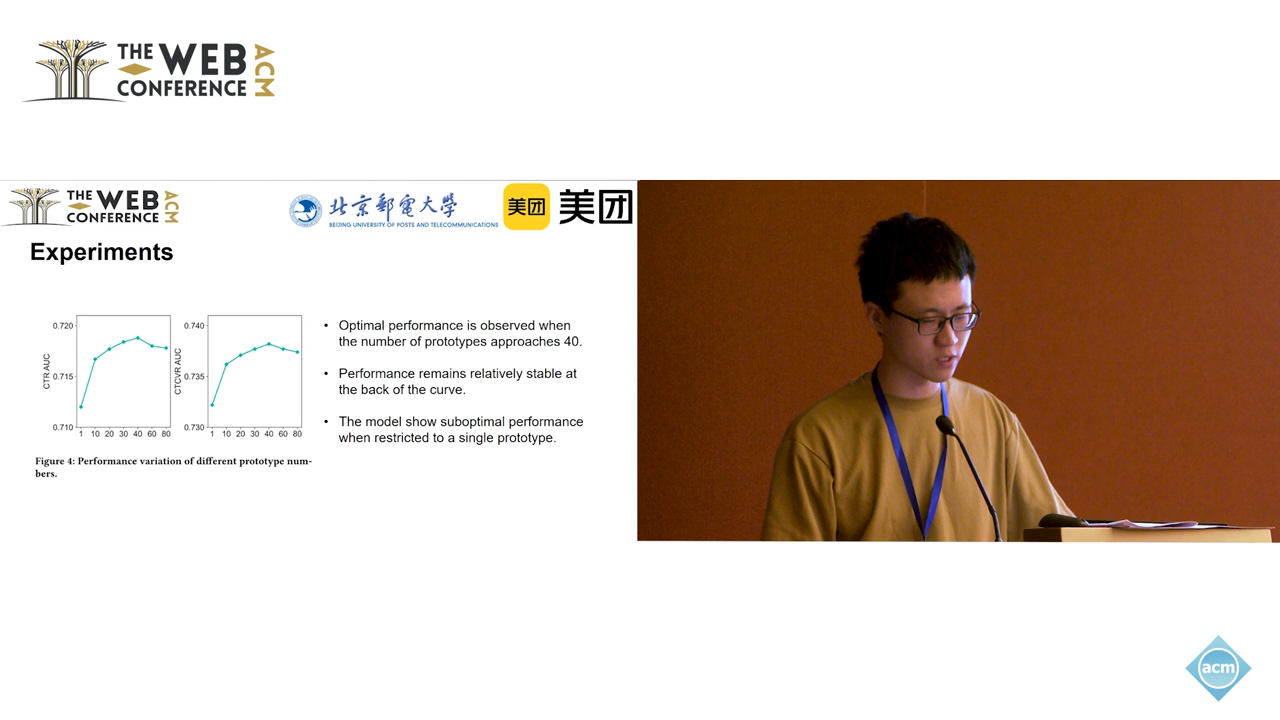 THE WEB
CONFERENCE
ACM
THE WEB
CONFERENCE
ACM
北京郵電大學
BEIJING UNIVERSITY OF POSTS AND TELECOMMUNICATIONS
美团
美团
Experiments
CTR AUC
0.720
0.715
0.710
1 10 20 30 40 60 80
CTCVR AUC
0.740
0.735
0.730
1 10 20 30 40 60 80
Figure 4: Performance variation of different prototype num-
bers.
• Optimal performance is observed when
the number of prototypes approaches 40.
• Performance remains relatively stable at
the back of the curve.
• The model show suboptimal performance
when restricted to a single prototype.
acm